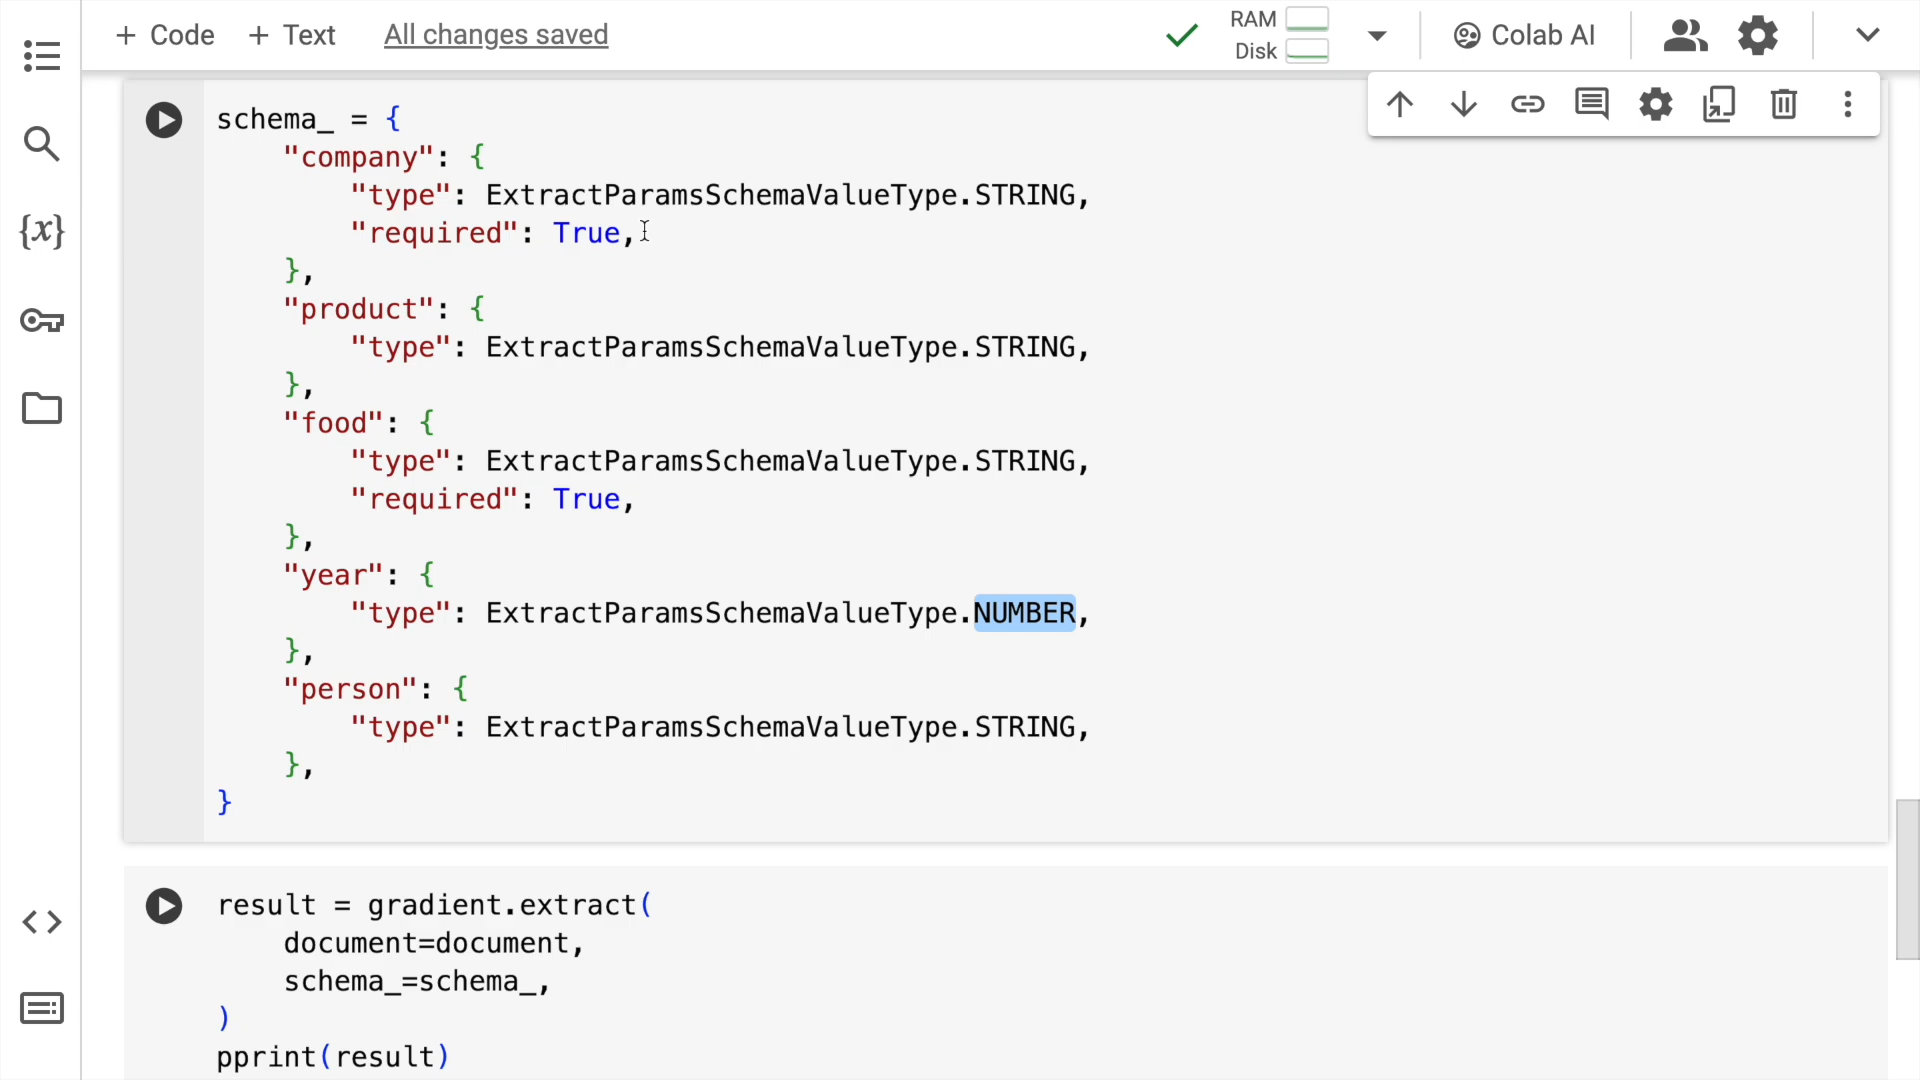 + Code + Text All changes saved RAM Disk Colab AI
{x}
schema_ = {
"company": {
"type": ExtractParamsSchemaValueType.STRING,
"required": True,
},
"product": {
"type": ExtractParamsSchemaValueType.STRING,
},
"food": {
"type": ExtractParamsSchemaValueType.STRING,
"required": True,
},
"year": {
"type": ExtractParamsSchemaValueType.NUMBER,
},
"person": {
"type": ExtractParamsSchemaValueType.STRING,
},
}
result = gradient.extract(
document=document,
schema_=schema_,
)
pprint(result)